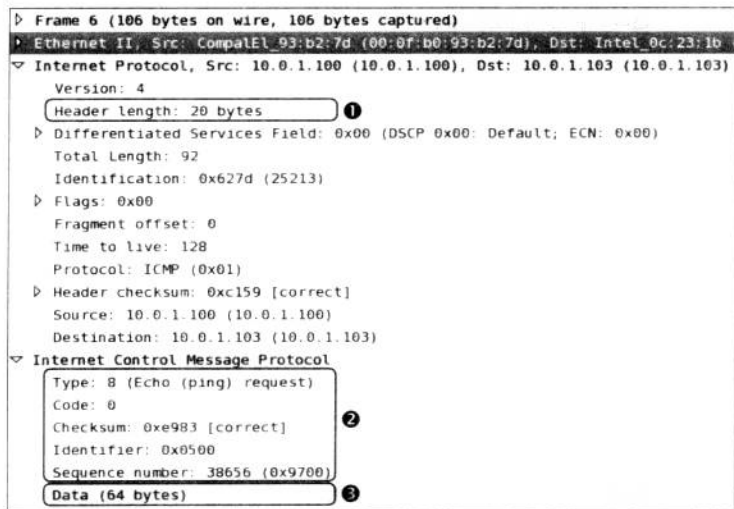 Frame 6 (106 bytes on wire, 106 bytes captured)
Ethernet II, Src: CompalEl_93:b2:7d (00:0f:b0:93:b2:7d), Dst: Intel_0c:23:1b
Internet Protocol, Src: 10.0.1.100 (10.0.1.100), Dst: 10.0.1.103 (10.0.1.103)
Version: 4
Header length: 20 bytes ❶
Differentiated Services Field: 0x00 (DSCP 0x00: Default; ECN: 0x00)
Total Length: 92
Identification: 0x627d (25213)
Flags: 0x00
Fragment offset: 0
Time to live: 128
Protocol: ICMP (0x01)
Header checksum: 0xc159 [correct]
Source: 10.0.1.100 (10.0.1.100)
Destination: 10.0.1.103 (10.0.1.103)
Internet Control Message Protocol
Type: 8 (Echo (ping) request)
Code: 0
Checksum: 0xe983 [correct] ❷
Identifier: 0x0500
Sequence number: 38656 (0x9700)
Data (64 bytes) ❸